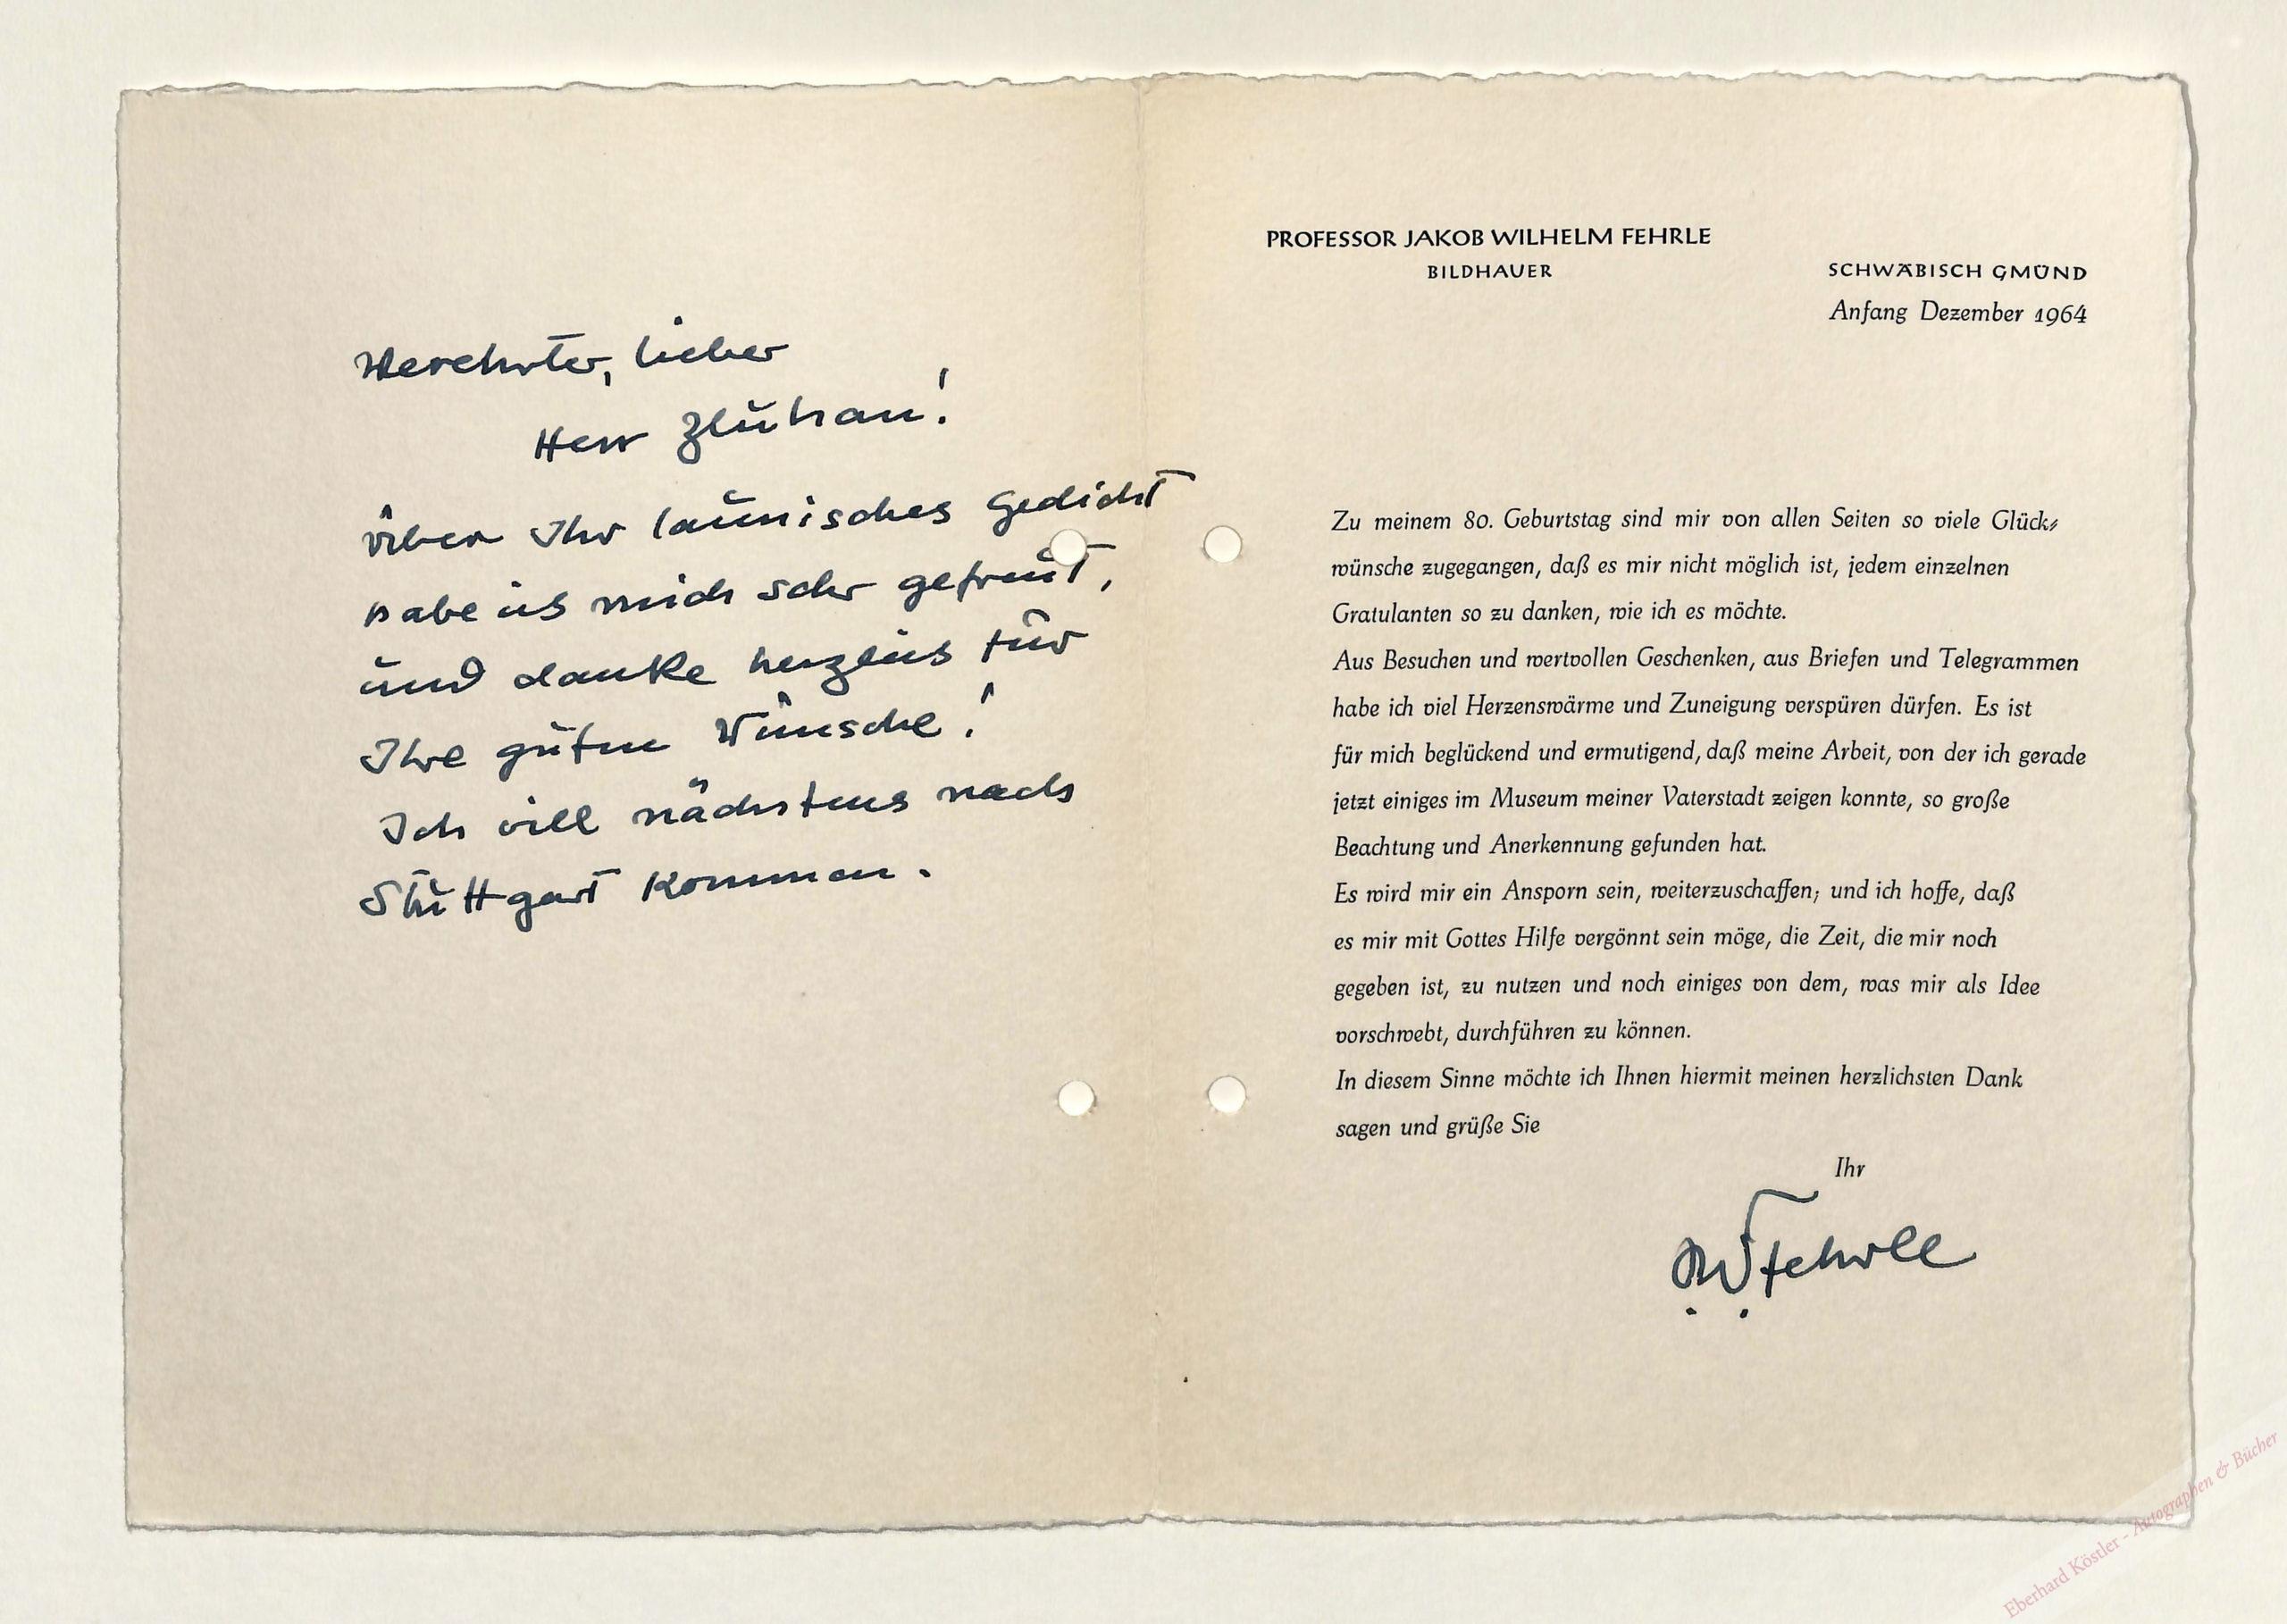 Verehrter, lieber
Herr Zluhan!
über Ihr launisches Gedicht
habe ich mich sehr gefreut,
und danke herzlich für
Ihre guten Wünsche!
Ich will nächstens nach
Stuttgart kommen.
PROFESSOR JAKOB WILHELM FEHRLE
BILDHAUER
SCHWÄBISCH GMÜND
Anfang Dezember 1964
Zu meinem 80. Geburtstag sind mir von allen Seiten so viele Glück-
wünsche zugegangen, daß es mir nicht möglich ist, jedem einzelnen
Gratulanten so zu danken, wie ich es möchte.
Aus Besuchen und wertvollen Geschenken, aus Briefen und Telegrammen
habe ich viel Herzenswärme und Zuneigung verspüren dürfen. Es ist
für mich beglückend und ermutigend, daß meine Arbeit, von der ich gerade
jetzt einiges im Museum meiner Vaterstadt zeigen konnte, so große
Beachtung und Anerkennung gefunden hat.
Es wird mir ein Ansporn sein, weiterzuschaffen; und ich hoffe, daß
es mir mit Gottes Hilfe vergönnt sein möge, die Zeit, die mir noch
gegeben ist, zu nutzen und noch einiges von dem, was mir als Idee
vorschwebt, durchführen zu können.
In diesem Sinne möchte ich Ihnen hiermit meinen herzlichsten Dank
sagen und grüße Sie
Ihr
JWFehrle
Eberhard Köstler - Autographen & Bücher